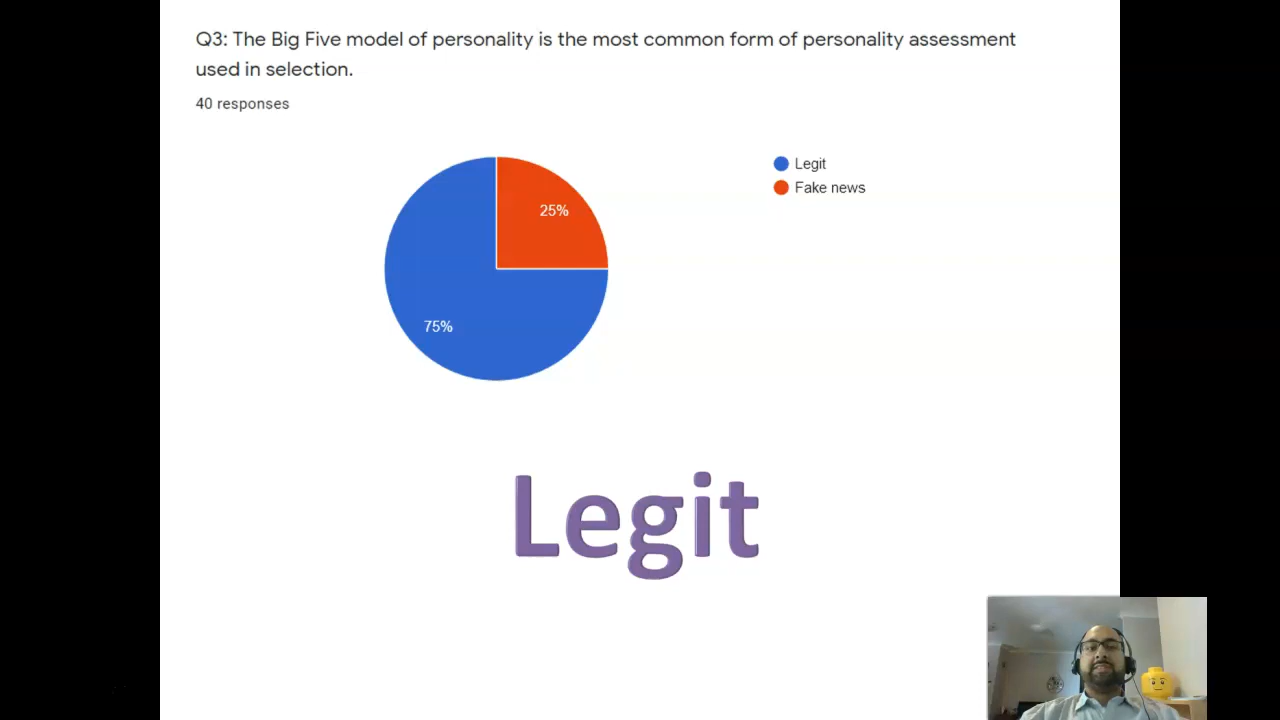 Q3: The Big Five model of personality is the most common form of personality assessment
used in selection.
40 responses
Legit
Fake news
25%
75%
Legit